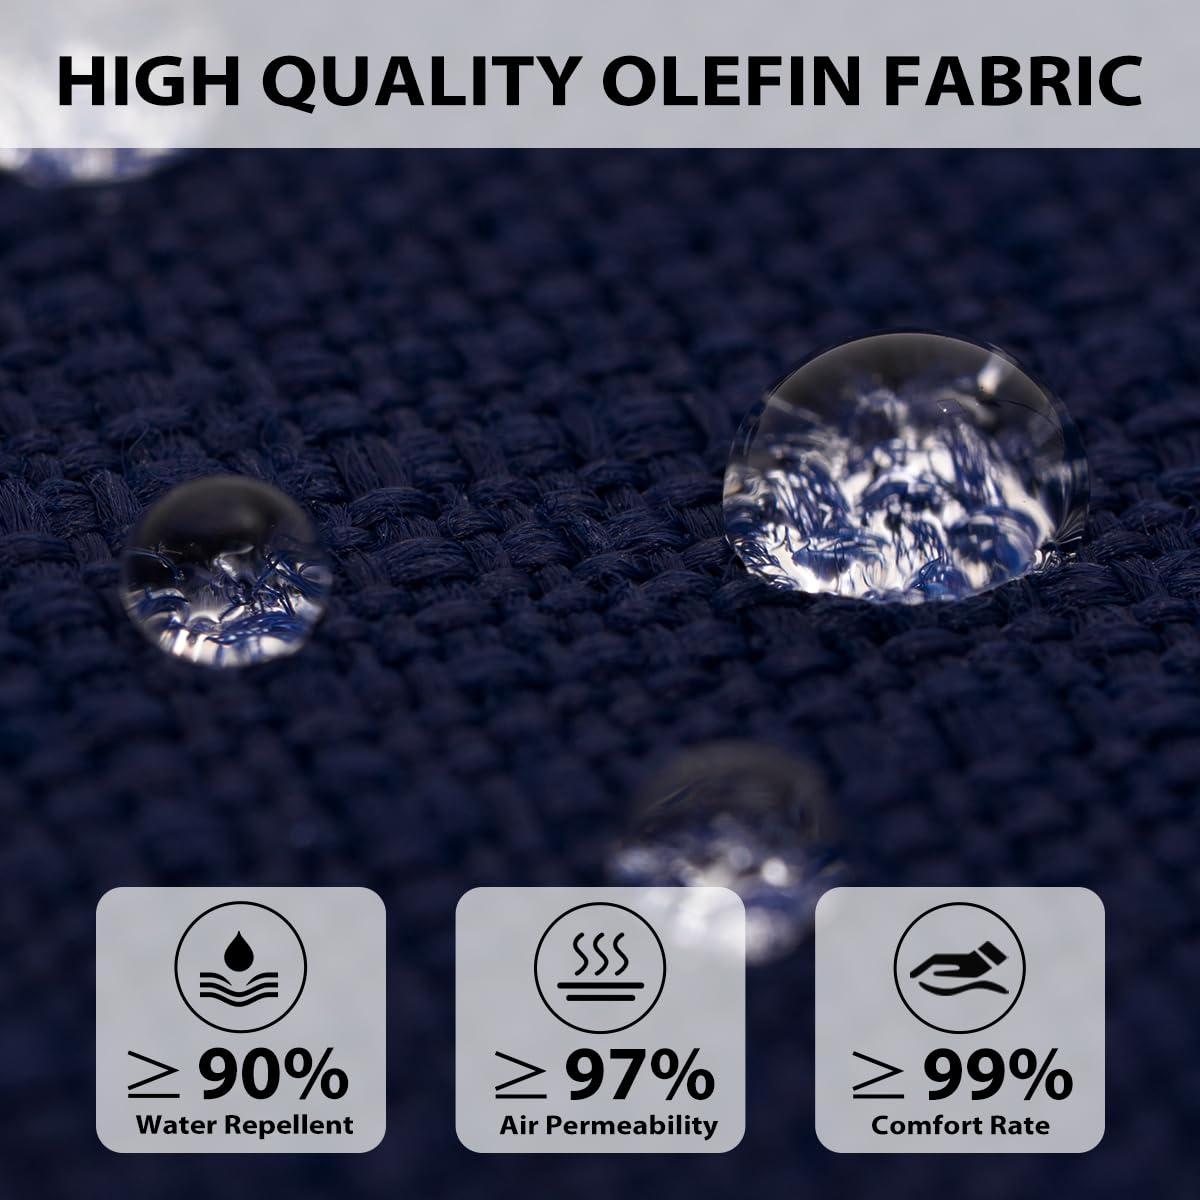 HIGH QUALITY OLEFIN FABRIC
≥ 90%
Water Repellent
≥ 97%
Air Permeability
≥ 99%
Comfort Rate